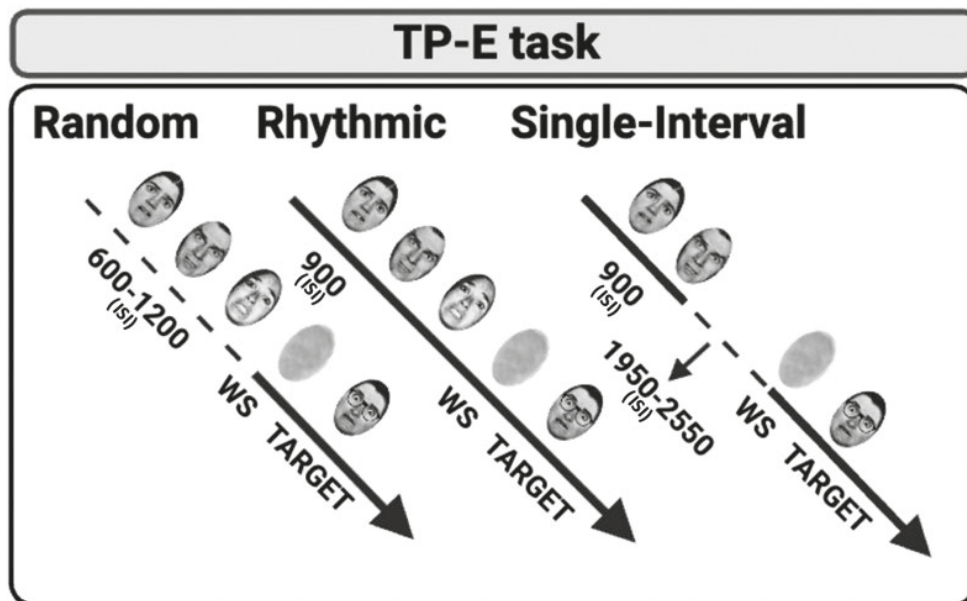 TP-E task
Random
600-1200
(ISI)
WS TARGET
Rhythmic
900
(ISI)
WS TARGET
Single-Interval
900
(ISI)
1950-2550
(ISI)
WS TARGET